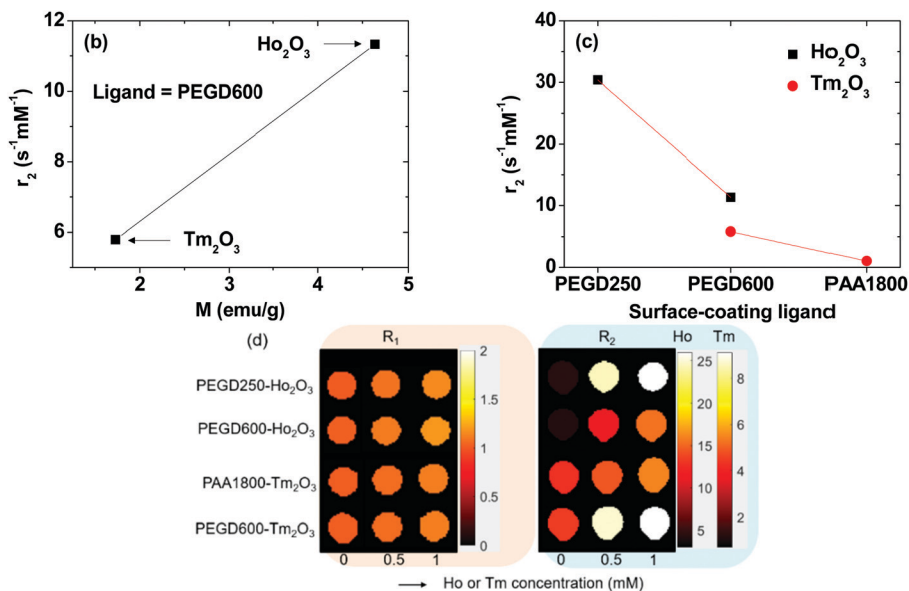 (b)
12
10
8
6
r₂ (s⁻¹mM⁻¹)
Ho₂O₃
Ligand = PEGD600
Tm₂O₃
2 3 4 5
M (emu/g)
(c)
40
30
20
10
0
r₂ (s⁻¹mM⁻¹)
Ho₂O₃
Tm₂O₃
PEGD250 PEGD600 PAA1800
Surface-coating ligand
(d)
R₁ R₂ Ho Tm
PEGD250-Ho₂O₃
PEGD600-Ho₂O₃
PAA1800-Tm₂O₃
PEGD600-Tm₂O₃
2
1.5
1
0.5
0
25
20
15
10
5
8
6
4
2
0 0.5 1 0 0.5 1
Ho or Tm concentration (mM)